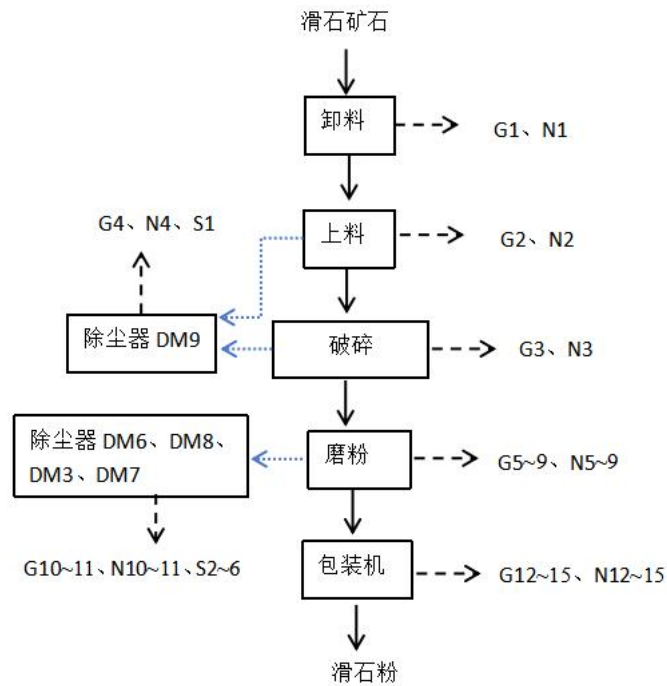 滑石矿石
卸料
G1、N1
G4、N4、S1
上料
G2、N2
除尘器 DM9
破碎
G3、N3
除尘器 DM6、DM8、
DM3、DM7
磨粉
G5~9、N5~9
G10~11、N10~11、S2~6
包装机
G12~15、N12~15
滑石粉